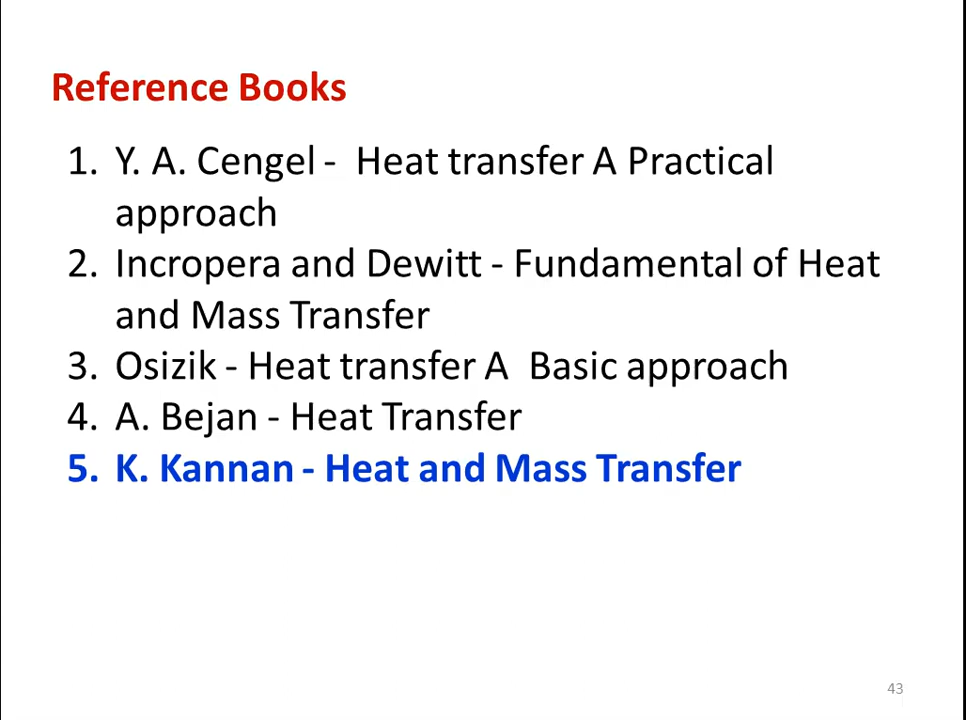 Reference Books
1. Y. A. Cengel - Heat transfer A Practical
approach
2. Incropera and Dewitt - Fundamental of Heat
and Mass Transfer
3. Osizik - Heat transfer A Basic approach
4. A. Bejan - Heat Transfer
5. K. Kannan - Heat and Mass Transfer
43